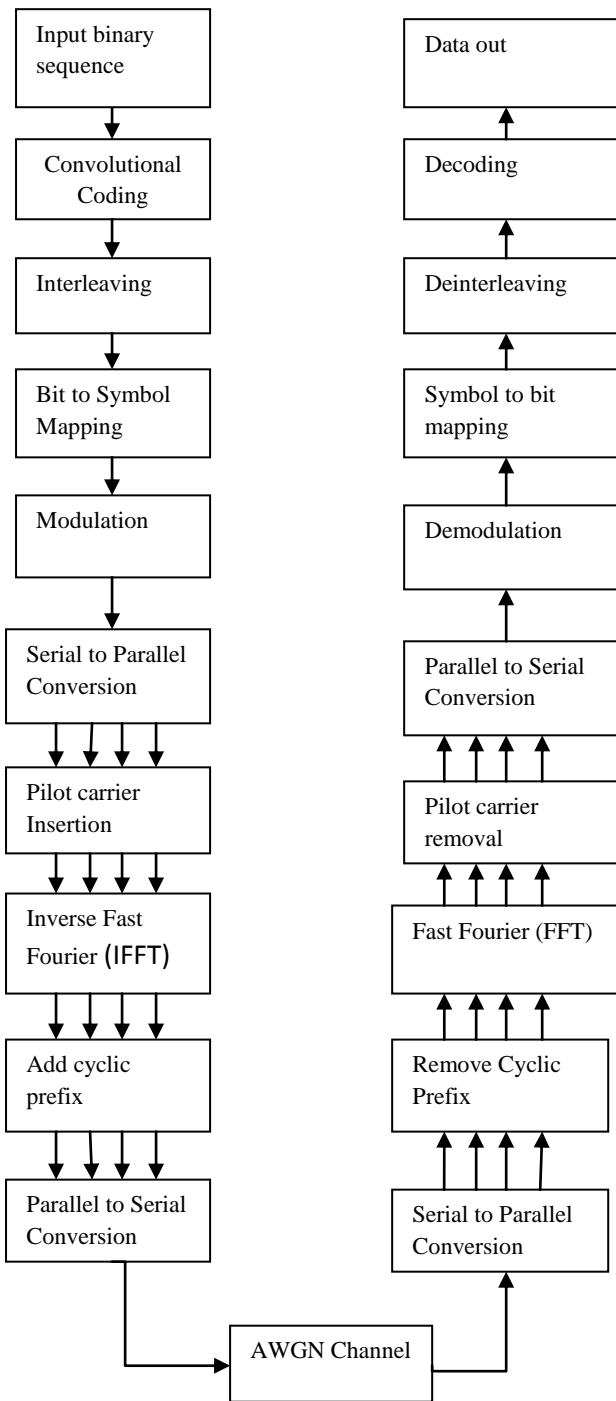 Input binary
sequence
Convolutional
Coding
Interleaving
Bit to Symbol
Mapping
Modulation
Serial to Parallel
Conversion
Pilot carrier
Insertion
Inverse Fast
Fourier (IFFT)
Add cyclic
prefix
Parallel to Serial
Conversion
AWGN Channel
Serial to Parallel
Conversion
Remove Cyclic
Prefix
Fast Fourier (FFT)
Pilot carrier
removal
Parallel to Serial
Conversion
Demodulation
Symbol to bit
mapping
Deinterleaving
Decoding
Data out